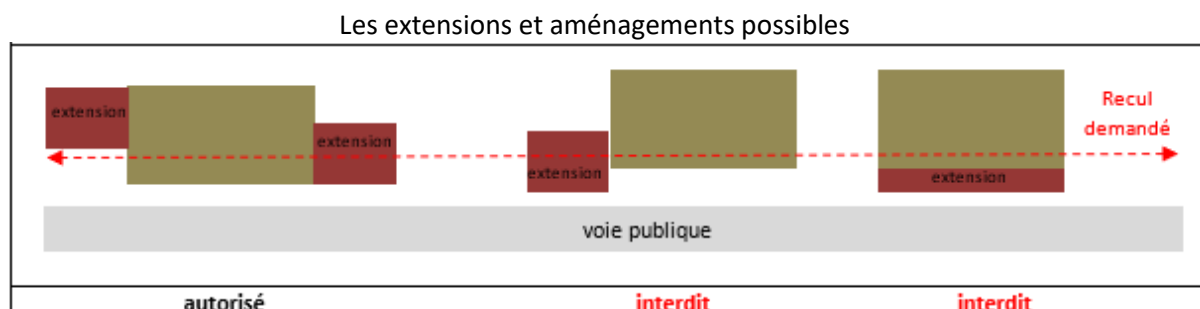 Les extensions et aménagements possibles
extension
extension
extension
extension
Recul
demandé
voie publique
autorisé
interdit
interdit